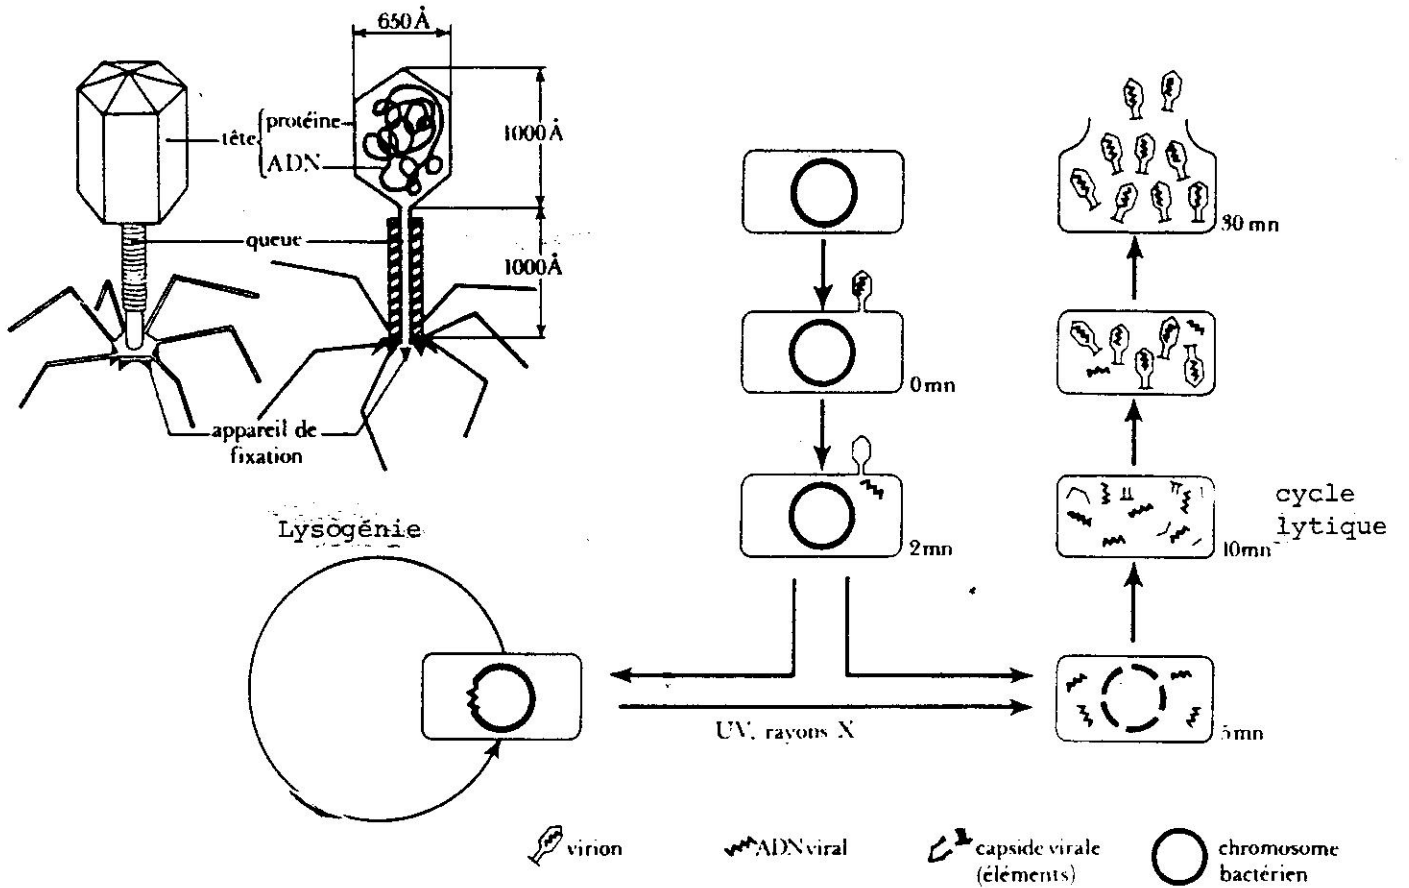 650 Å
protéine
tête
ADN
1000 Å
queue
1000 Å
appareil de
fixation
0 mn
2 mn
30 mn
10 mn
5 mn
cycle
lytique
Lysogénie
UV, rayons X
virion
ADN viral
capside virale
(éléments)
chromosome
bactérien